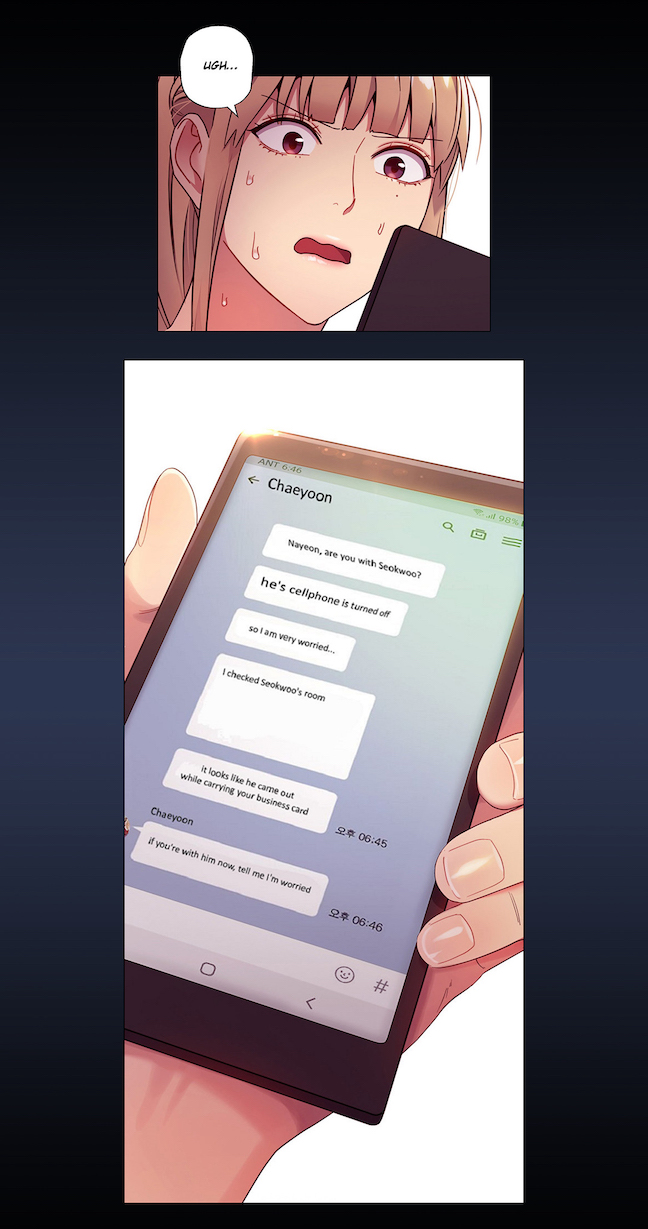 UGH...
ANT 6:46
98%
Chaeyoon
Nayeon, are you with Seokwoo?
he's cellphone is turned off
so I am very worried...
I checked Seokwoo's room
it looks like he came out
while carrying your business card
오후 06:45
Chaeyoon
if you're with him now, tell me I'm worried
오후 06:46
#